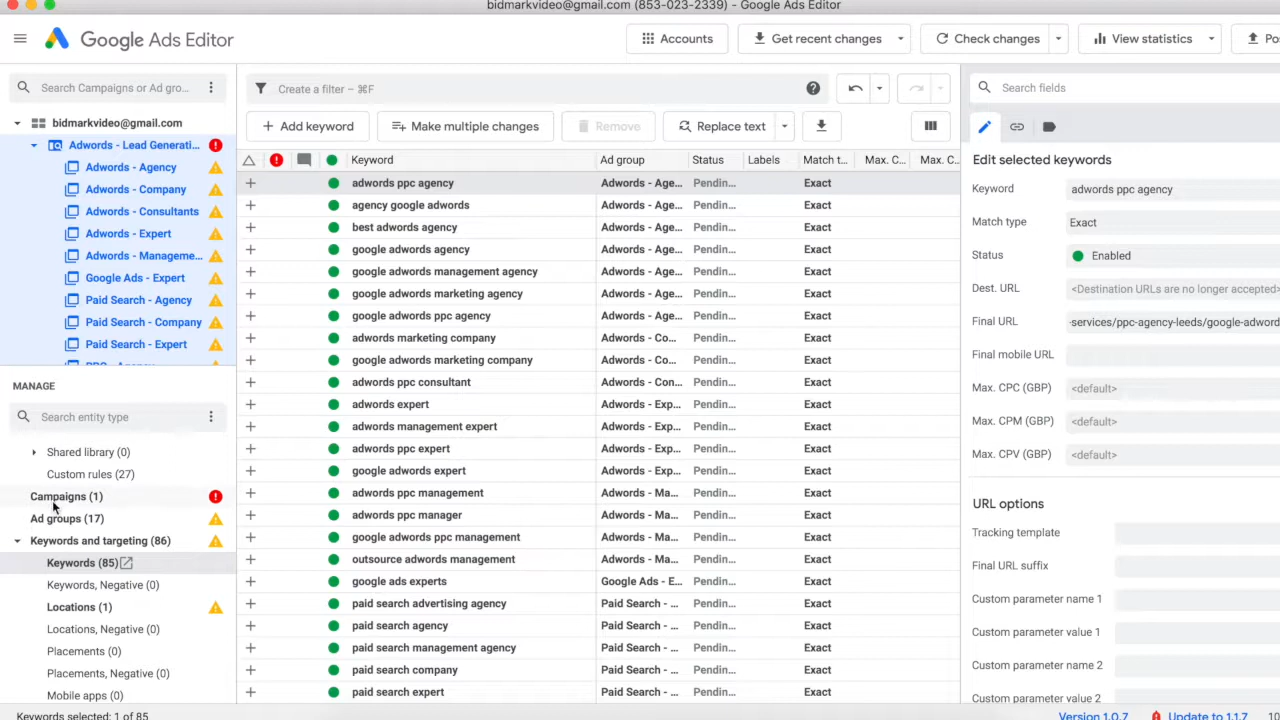 bidmarkvideo@gmail.com (853-023-2339) - Google Ads Editor
Google Ads Editor
Accounts
Get recent changes
Check changes
View statistics
Po
Search Campaigns or Ad gro...
bidmarkvideo@gmail.com
Adwords - Lead Generati...
Adwords - Agency
Adwords - Company
Adwords - Consultants
Adwords - Expert
Adwords - Manageme...
Google Ads - Expert
Paid Search - Agency
Paid Search - Company
Paid Search - Expert
MANAGE
Search entity type
Shared library (0)
Custom rules (27)
Campaigns (1)
Ad groups (17)
Keywords and targeting (86)
Keywords (85)
Keywords, Negative (0)
Locations (1)
Locations, Negative (0)
Placements (0)
Placements, Negative (0)
Mobile apps (0)
Keywords selected: 1 of 85
Create a filter – ⌘F
Add keyword
Make multiple changes
Remove
Replace text
Keyword Ad group Status Labels Match t... Max. C... Max. C...
adwords ppc agency Adwords - Age... Pendin... Exact
agency google adwords Adwords - Age... Pendin... Exact
best adwords agency Adwords - Age... Pendin... Exact
google adwords agency Adwords - Age... Pendin... Exact
google adwords management agency Adwords - Age... Pendin... Exact
google adwords marketing agency Adwords - Age... Pendin... Exact
google adwords ppc agency Adwords - Age... Pendin... Exact
adwords marketing company Adwords - Co... Pendin... Exact
google adwords marketing company Adwords - Co... Pendin... Exact
adwords ppc consultant Adwords - Con... Pendin... Exact
adwords expert Adwords - Exp... Pendin... Exact
adwords management expert Adwords - Exp... Pendin... Exact
adwords ppc expert Adwords - Exp... Pendin... Exact
google adwords expert Adwords - Exp... Pendin... Exact
adwords ppc management Adwords - Ma... Pendin... Exact
adwords ppc manager Adwords - Ma... Pendin... Exact
google adwords ppc management Adwords - Ma... Pendin... Exact
outsource adwords management Adwords - Ma... Pendin... Exact
google ads experts Google Ads - E... Pendin... Exact
paid search advertising agency Paid Search - ... Pendin... Exact
paid search agency Paid Search - ... Pendin... Exact
paid search management agency Paid Search - ... Pendin... Exact
paid search company Paid Search - ... Pendin... Exact
paid search expert Paid Search - ... Pendin... Exact
Search fields
Edit selected keywords
Keyword adwords ppc agency
Match type Exact
Status Enabled
Dest. URL <Destination URLs are no longer accepted>
Final URL -services/ppc-agency-leeds/google-adword
Final mobile URL
Max. CPC (GBP) <default>
Max. CPM (GBP) <default>
Max. CPV (GBP) <default>
URL options
Tracking template
Final URL suffix
Custom parameter name 1
Custom parameter value 1
Custom parameter name 2
Custom parameter value 2
Version 1.0.7 Update to 1.1.7 10